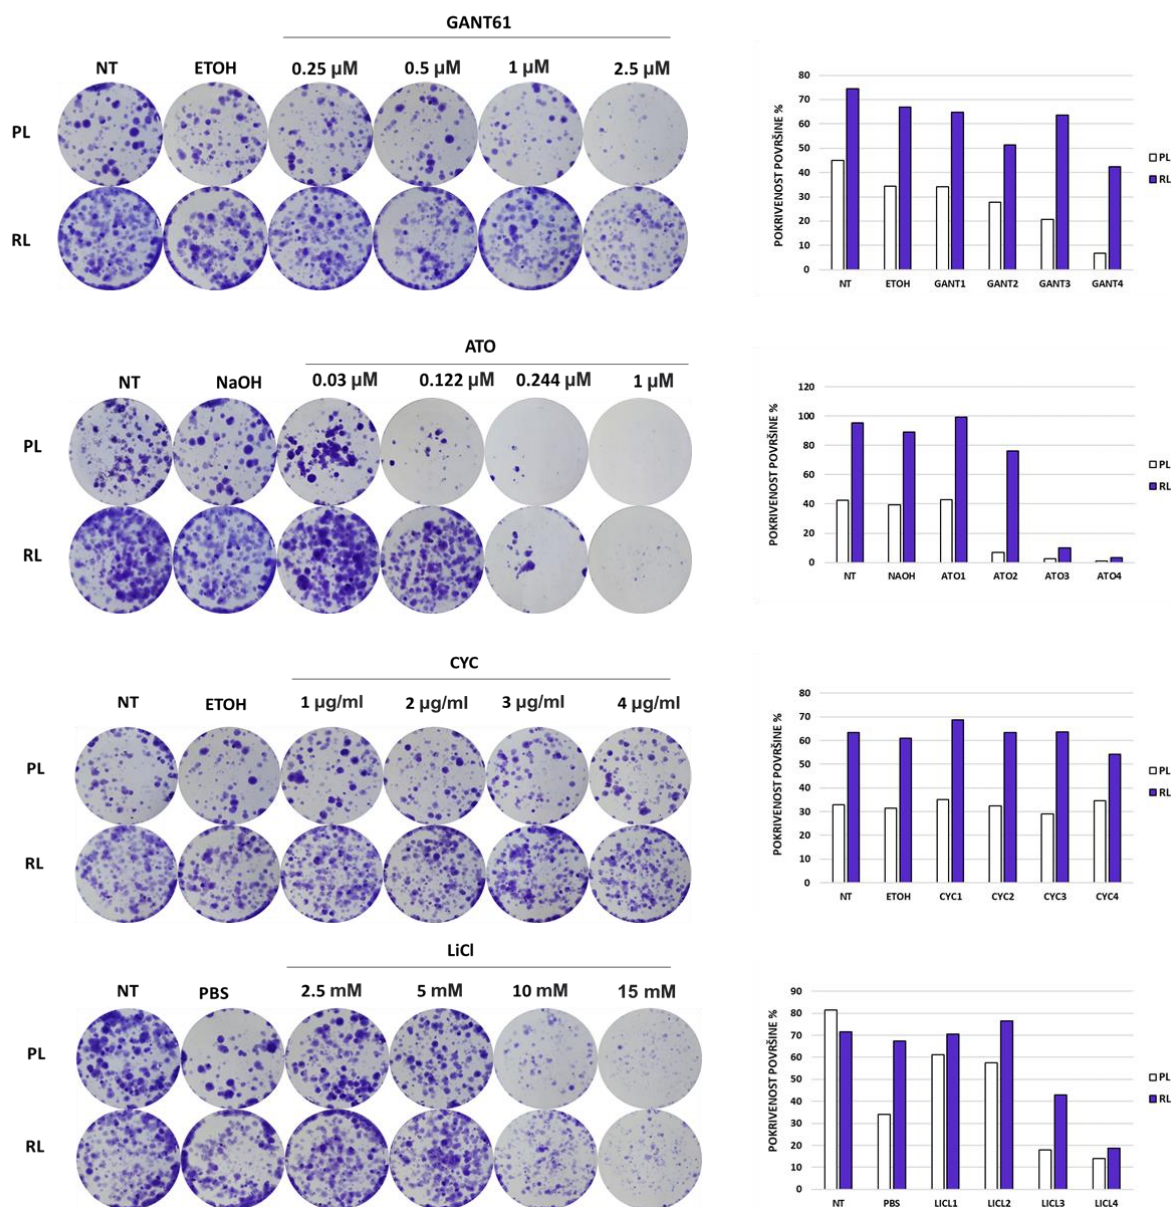 GANT61
NT ETOH 0.25 µM 0.5 µM 1 µM 2.5 µM
PL
RL
POKRIVENOST POVRŠINE %
80
70
60
50
40
30
20
10
0
NT ETOH GANT1 GANT2 GANT3 GANT4
PL
RL
ATO
NT NaOH 0.03 µM 0.122 µM 0.244 µM 1 µM
PL
RL
POKRIVENOST POVRŠINE %
120
100
80
60
40
20
0
NT NAOH ATO1 ATO2 ATO3 ATO4
PL
RL
CYC
NT ETOH 1 µg/ml 2 µg/ml 3 µg/ml 4 µg/ml
PL
RL
POKRIVENOST POVRŠINE %
80
70
60
50
40
30
20
10
0
NT ETOH CYC1 CYC2 CYC3 CYC4
PL
RL
LiCl
NT PBS 2.5 mM 5 mM 10 mM 15 mM
PL
RL
POKRIVENOST POVRŠINE %
90
80
70
60
50
40
30
20
10
0
NT PBS LICL1 LICL2 LICL3 LICL4
PL
RL